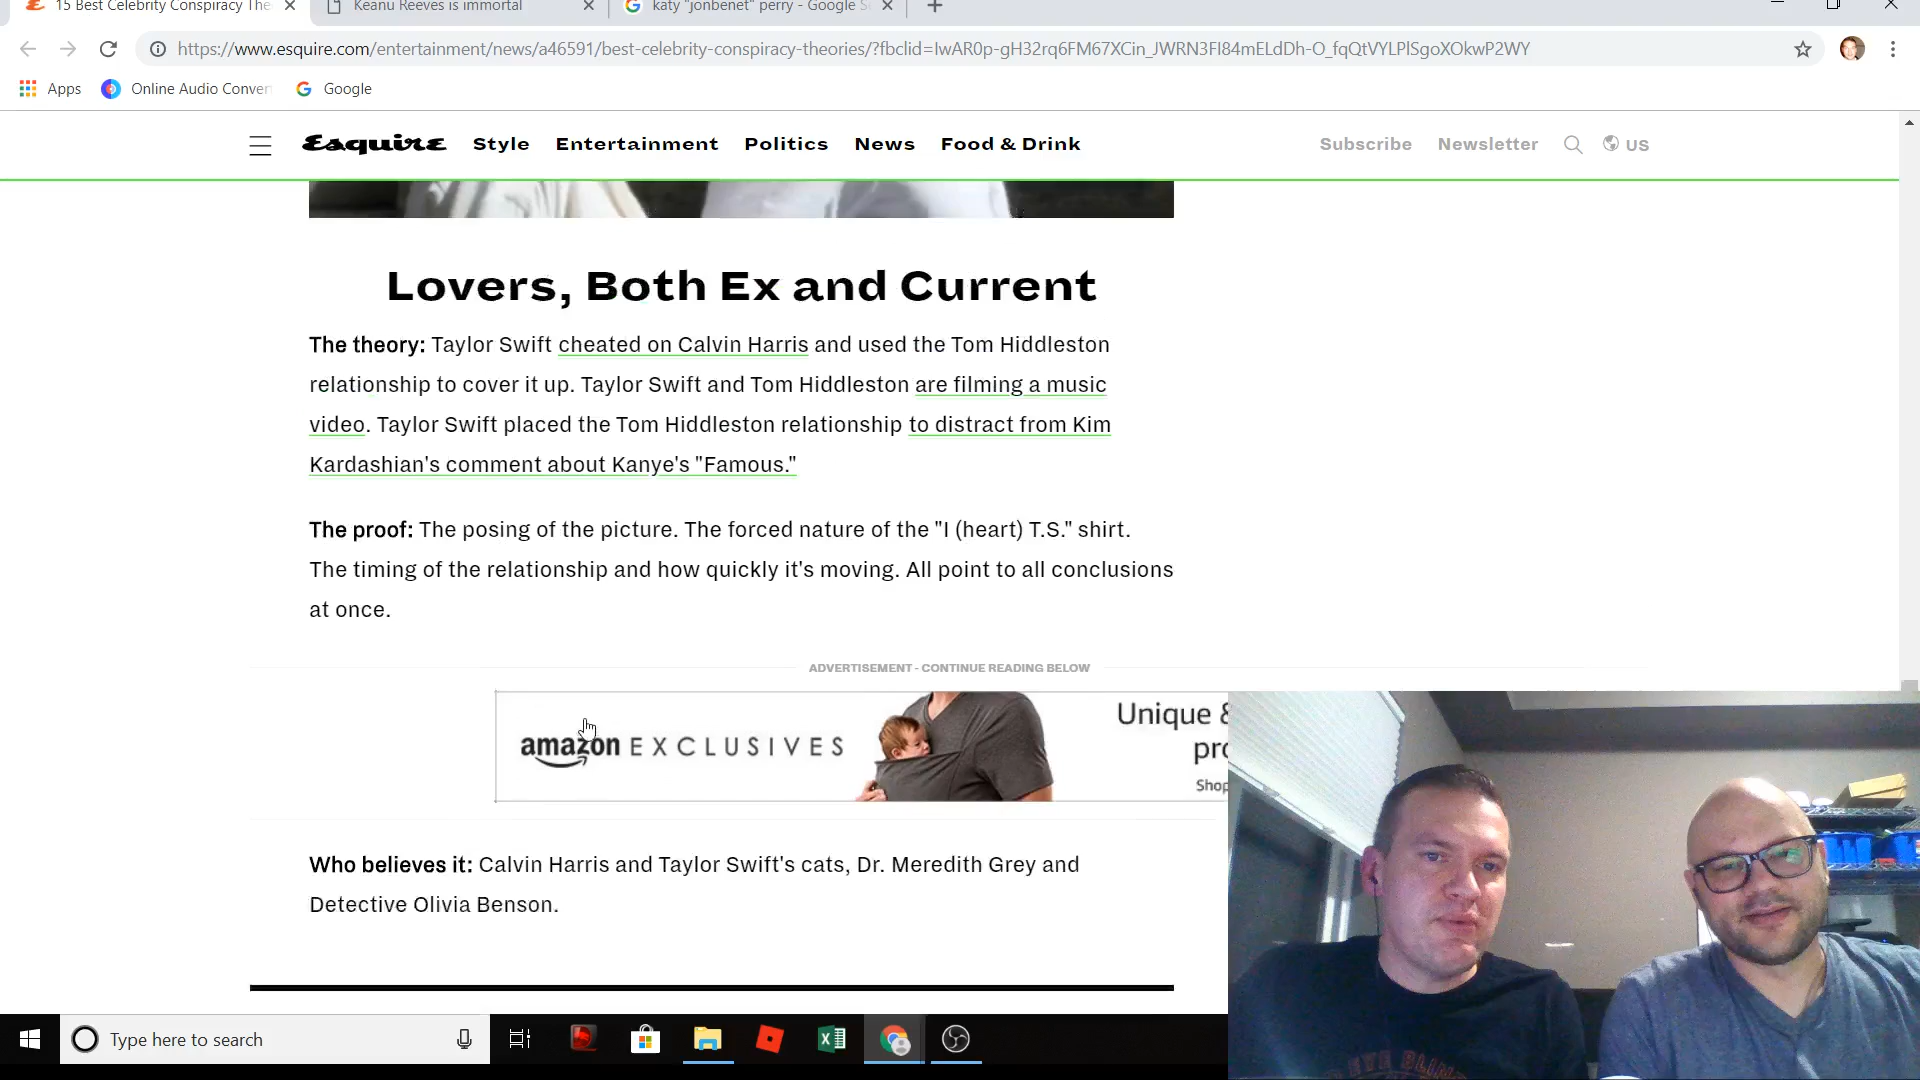 15 Best Celebrity Conspiracy The
Keanu Reeves is immortal
katy "jonbenet" perry - Google S
https://www.esquire.com/entertainment/news/a46591/best-celebrity-conspiracy-theories/?fbclid=IwAR0p-gH32rq6FM67XCin_JWRN3FI84mELdDh-O_fqQtVYLPlSgoXOkwP2WY
Apps
Online Audio Conver
Google
Esquire
Style
Entertainment
Politics
News
Food & Drink
Subscribe
Newsletter
US
Lovers, Both Ex and Current
The theory: Taylor Swift cheated on Calvin Harris and used the Tom Hiddleston
relationship to cover it up. Taylor Swift and Tom Hiddleston are filming a music
video. Taylor Swift placed the Tom Hiddleston relationship to distract from Kim
Kardashian's comment about Kanye's "Famous."
The proof: The posing of the picture. The forced nature of the "I (heart) T.S." shirt.
The timing of the relationship and how quickly it's moving. All point to all conclusions
at once.
ADVERTISEMENT - CONTINUE READING BELOW
amazon EXCLUSIVES
Unique &
pro
Shop
Who believes it: Calvin Harris and Taylor Swift's cats, Dr. Meredith Grey and
Detective Olivia Benson.
Type here to search